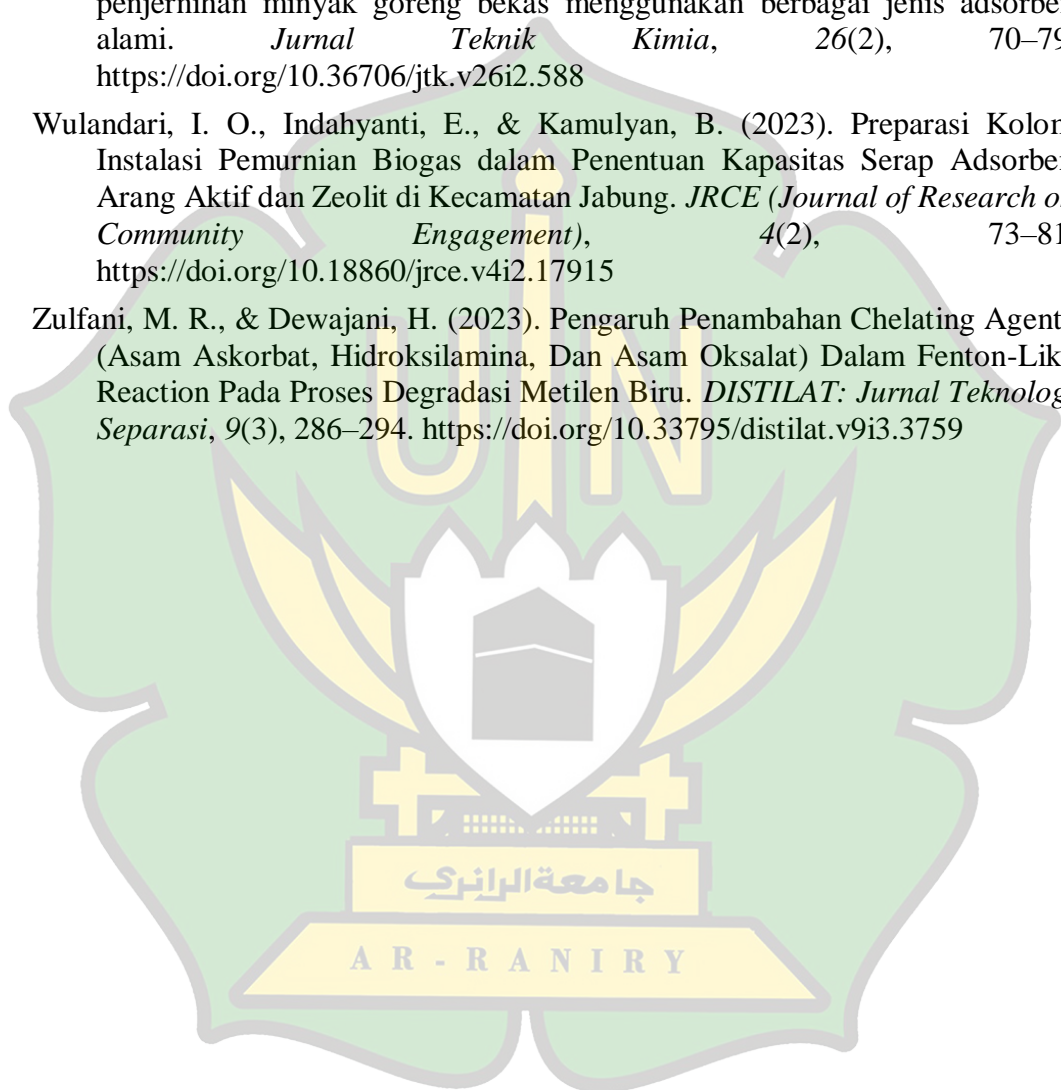 penjernihan minyak goreng bekas menggunakan berbagai jenis adsorben
alami. Jurnal Teknik Kimia, 26(2), 70–79
https://doi.org/10.36706/jtk.v26i2.588
Wulandari, I. O., Indahyanti, E., & Kamulyan, B. (2023). Preparasi Kolom
Instalasi Pemurnian Biogas dalam Penentuan Kapasitas Serap Adsorben
Arang Aktif dan Zeolit di Kecamatan Jabung. JRCE (Journal of Research on
Community Engagement), 4(2), 73–81
https://doi.org/10.18860/jrce.v4i2.17915
Zulfani, M. R., & Dewajani, H. (2023). Pengaruh Penambahan Chelating Agent
(Asam Askorbat, Hidroksilamina, Dan Asam Oksalat) Dalam Fenton-Lik
Reaction Pada Proses Degradasi Metilen Biru. DISTILAT: Jurnal Teknolog
Separasi, 9(3), 286–294. https://doi.org/10.33795/distilat.v9i3.3759
UIN
جامعة الرانري
AR-RANIRY